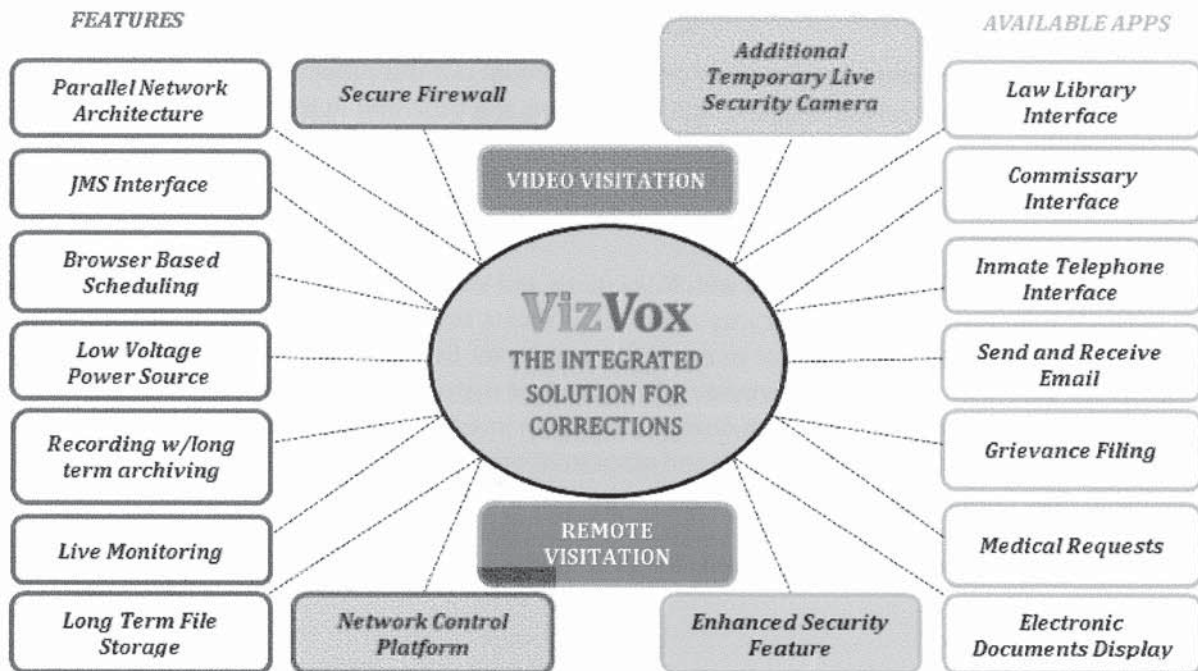 FEATURES
AVAILABLE APPS
Parallel Network
Architecture
JMS Interface
Browser Based
Scheduling
Low Voltage
Power Source
Recording w/long
term archiving
Live Monitoring
Long Term File
Storage
Secure Firewall
VIDEO VISITATION
VizVox
THE INTEGRATED
SOLUTION FOR
CORRECTIONS
REMOTE
VISITATION
Network Control
Platform
Additional
Temporary Live
Security Camera
Enhanced Security
Feature
Law Library
Interface
Commissary
Interface
Inmate Telephone
Interface
Send and Receive
Email
Grievance Filing
Medical Requests
Electronic
Documents Display